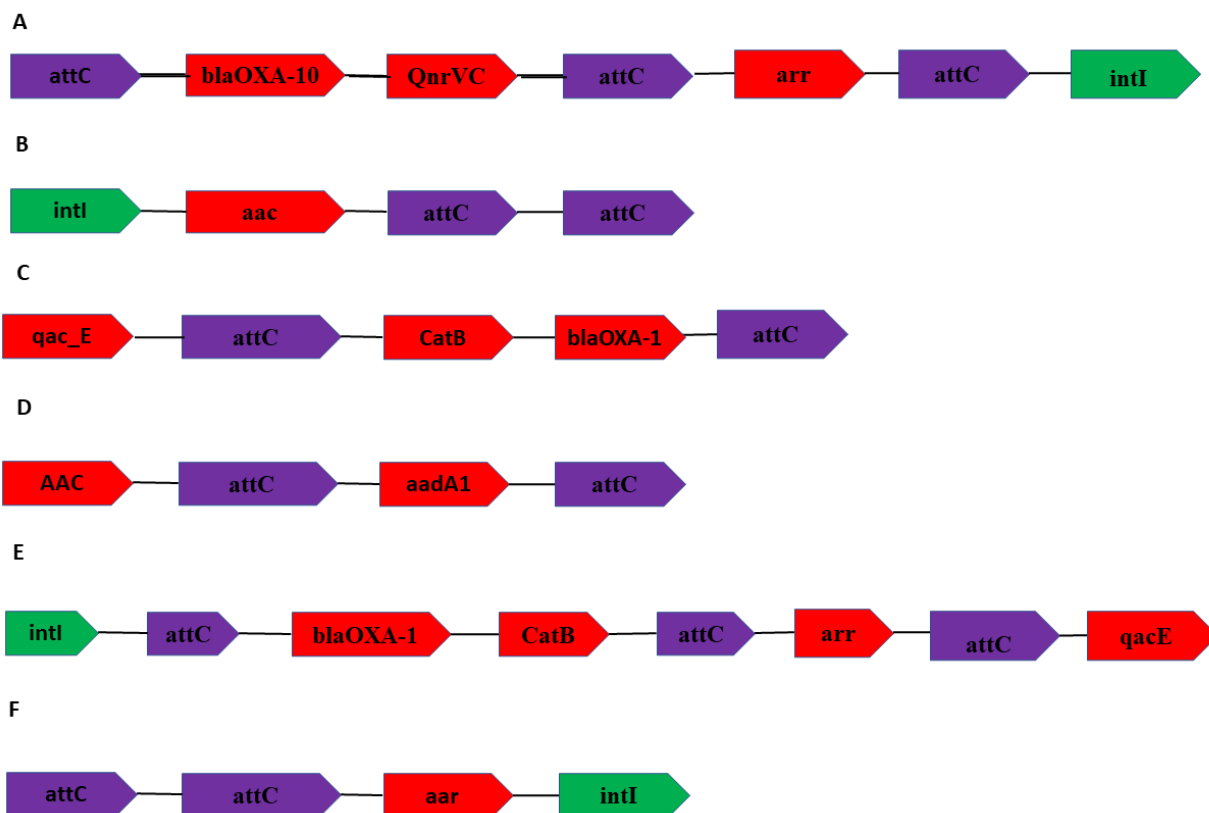 A
attC blaOXA-10 QnrVC attC arr attC intI
B
intI aac attC attC
C
qac_E attC CatB blaOXA-1 attC
D
AAC attC aadA1 attC
E
intI attC blaOXA-1 CatB attC arr attC qacE
F
attC attC aar intI